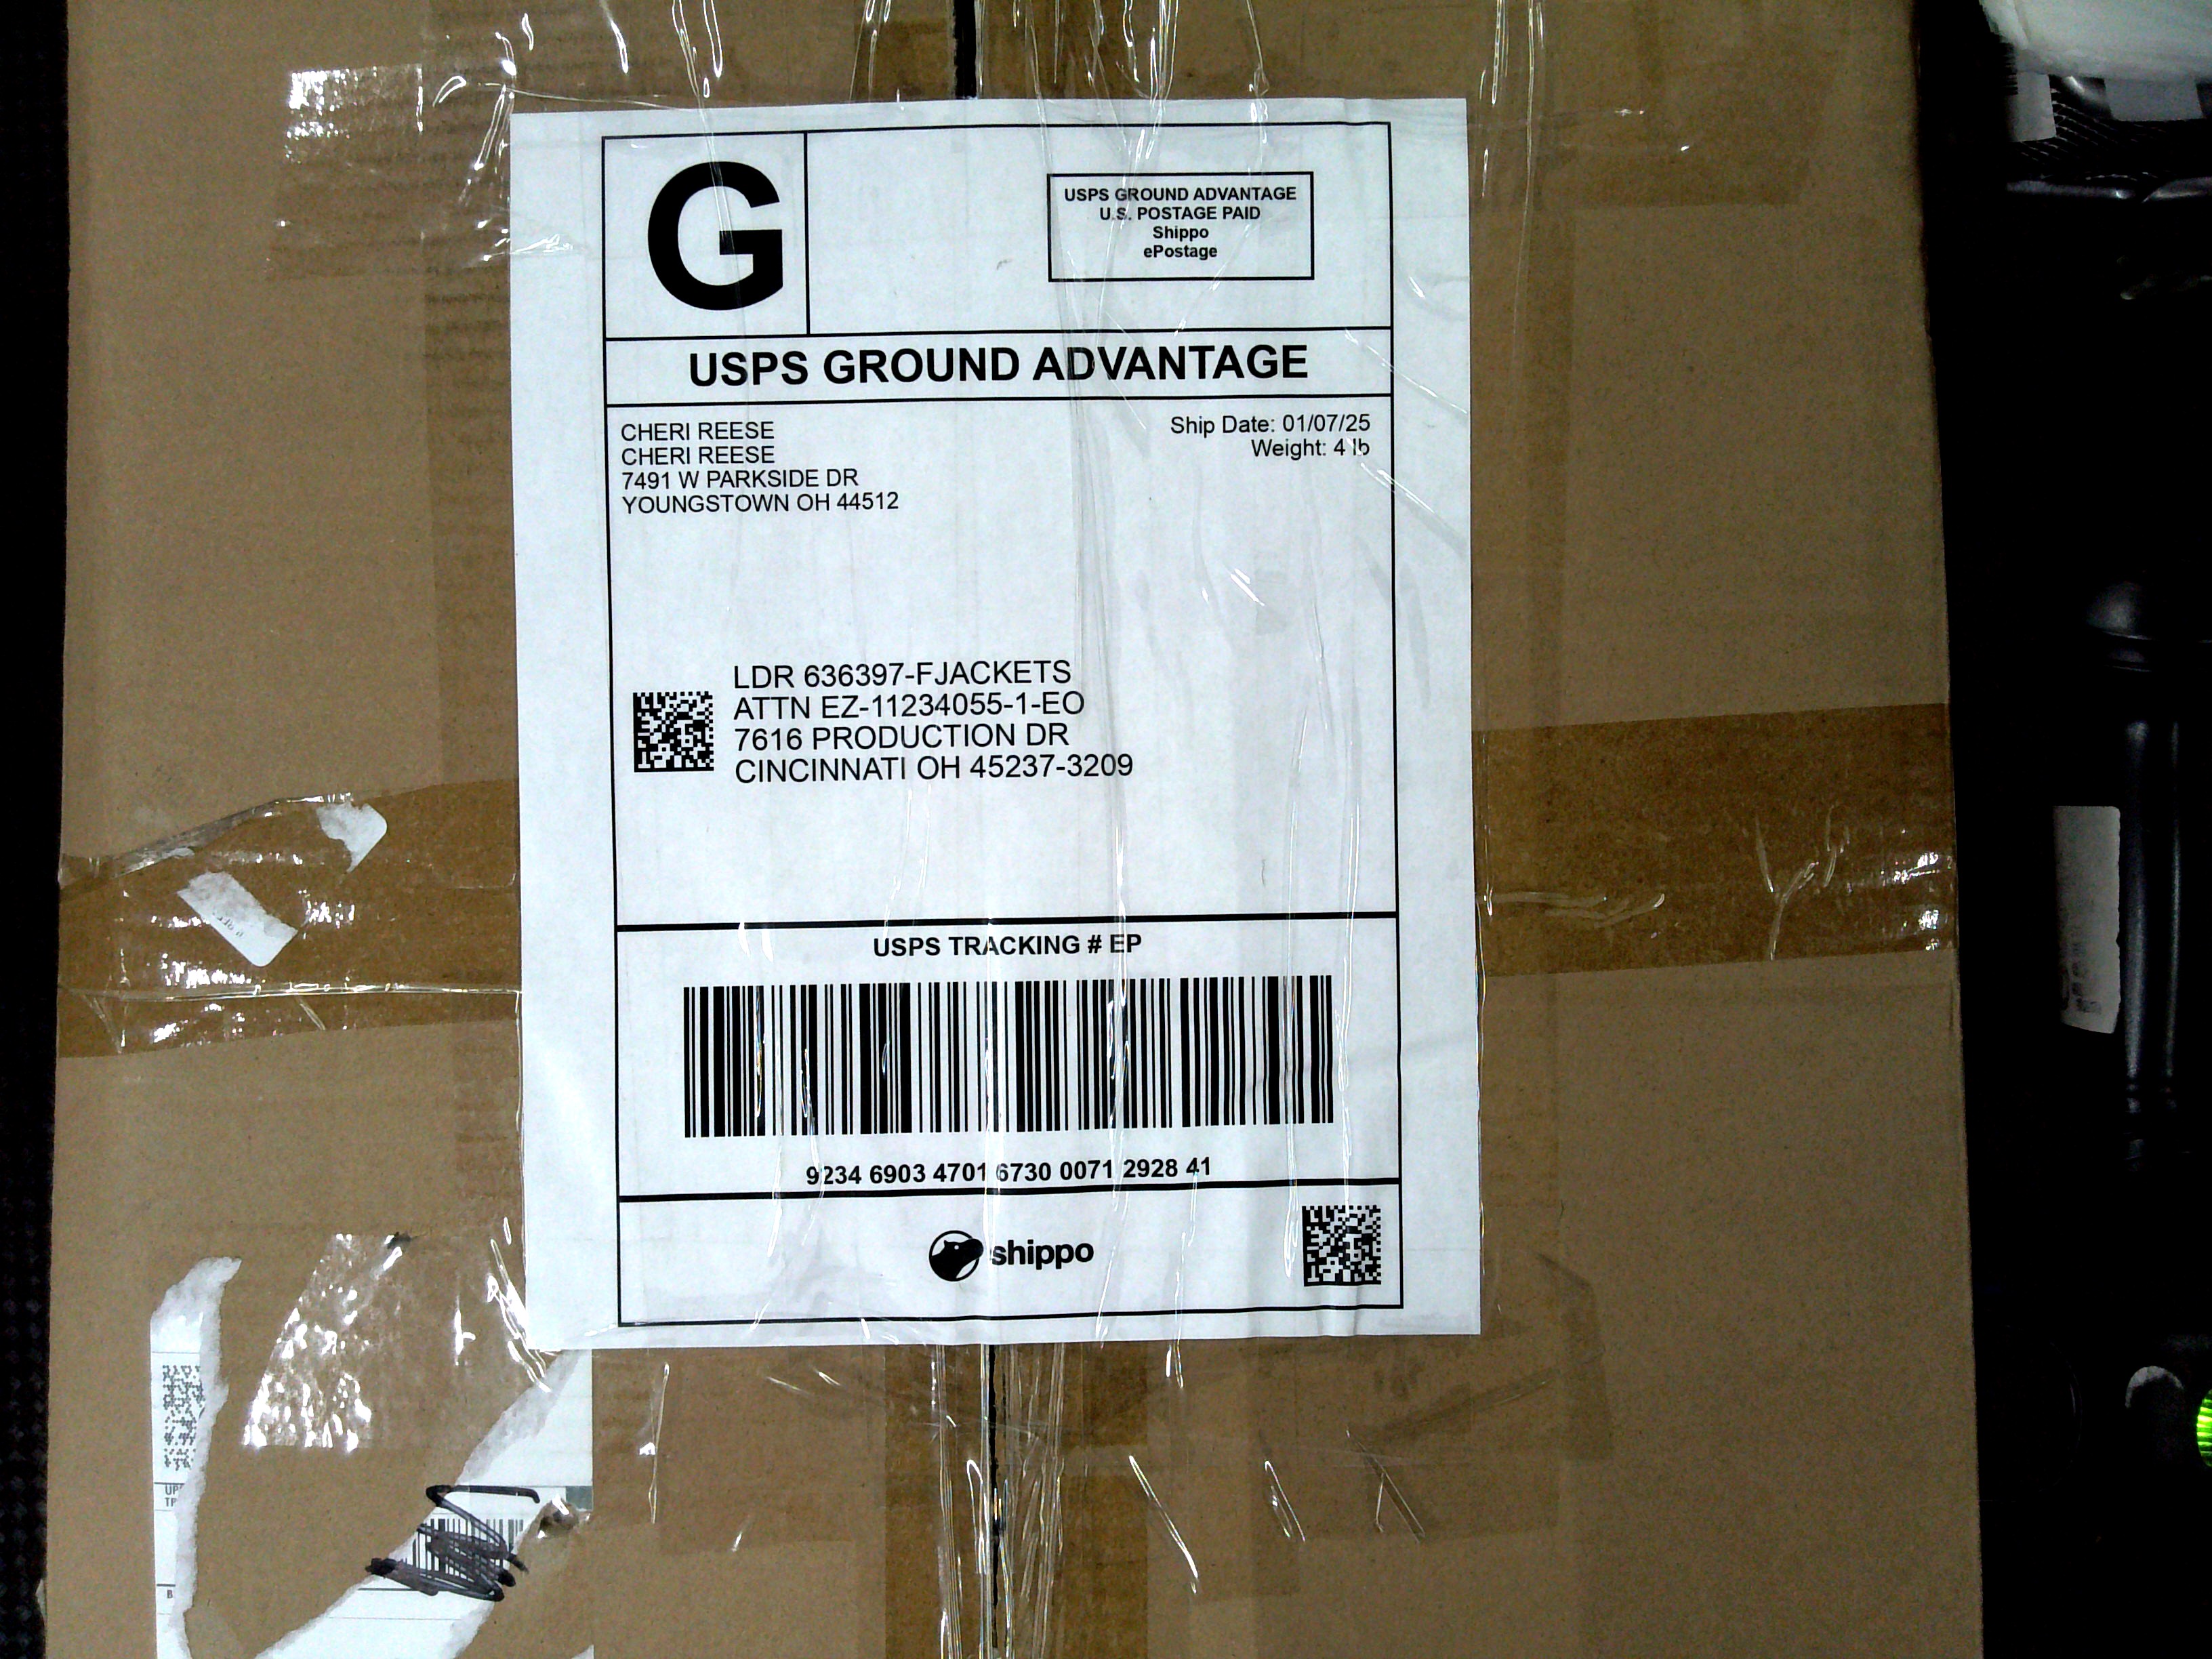 G
USPS GROUND ADVANTAGE
U.S. POSTAGE PAID
Shippo
ePostage
USPS GROUND ADVANTAGE
CHERI REESE
CHERI REESE
7491 W PARKSIDE DR
YOUNGSTOWN OH 44512
Ship Date: 01/07/25
Weight: 4 lb
LDR 636397-FJACKETS
ATTN EZ-11234055-1-EO
7616 PRODUCTION DR
CINCINNATI OH 45237-3209
USPS TRACKING # EP
9234 6903 4701 6730 0071 2928 41
shippo